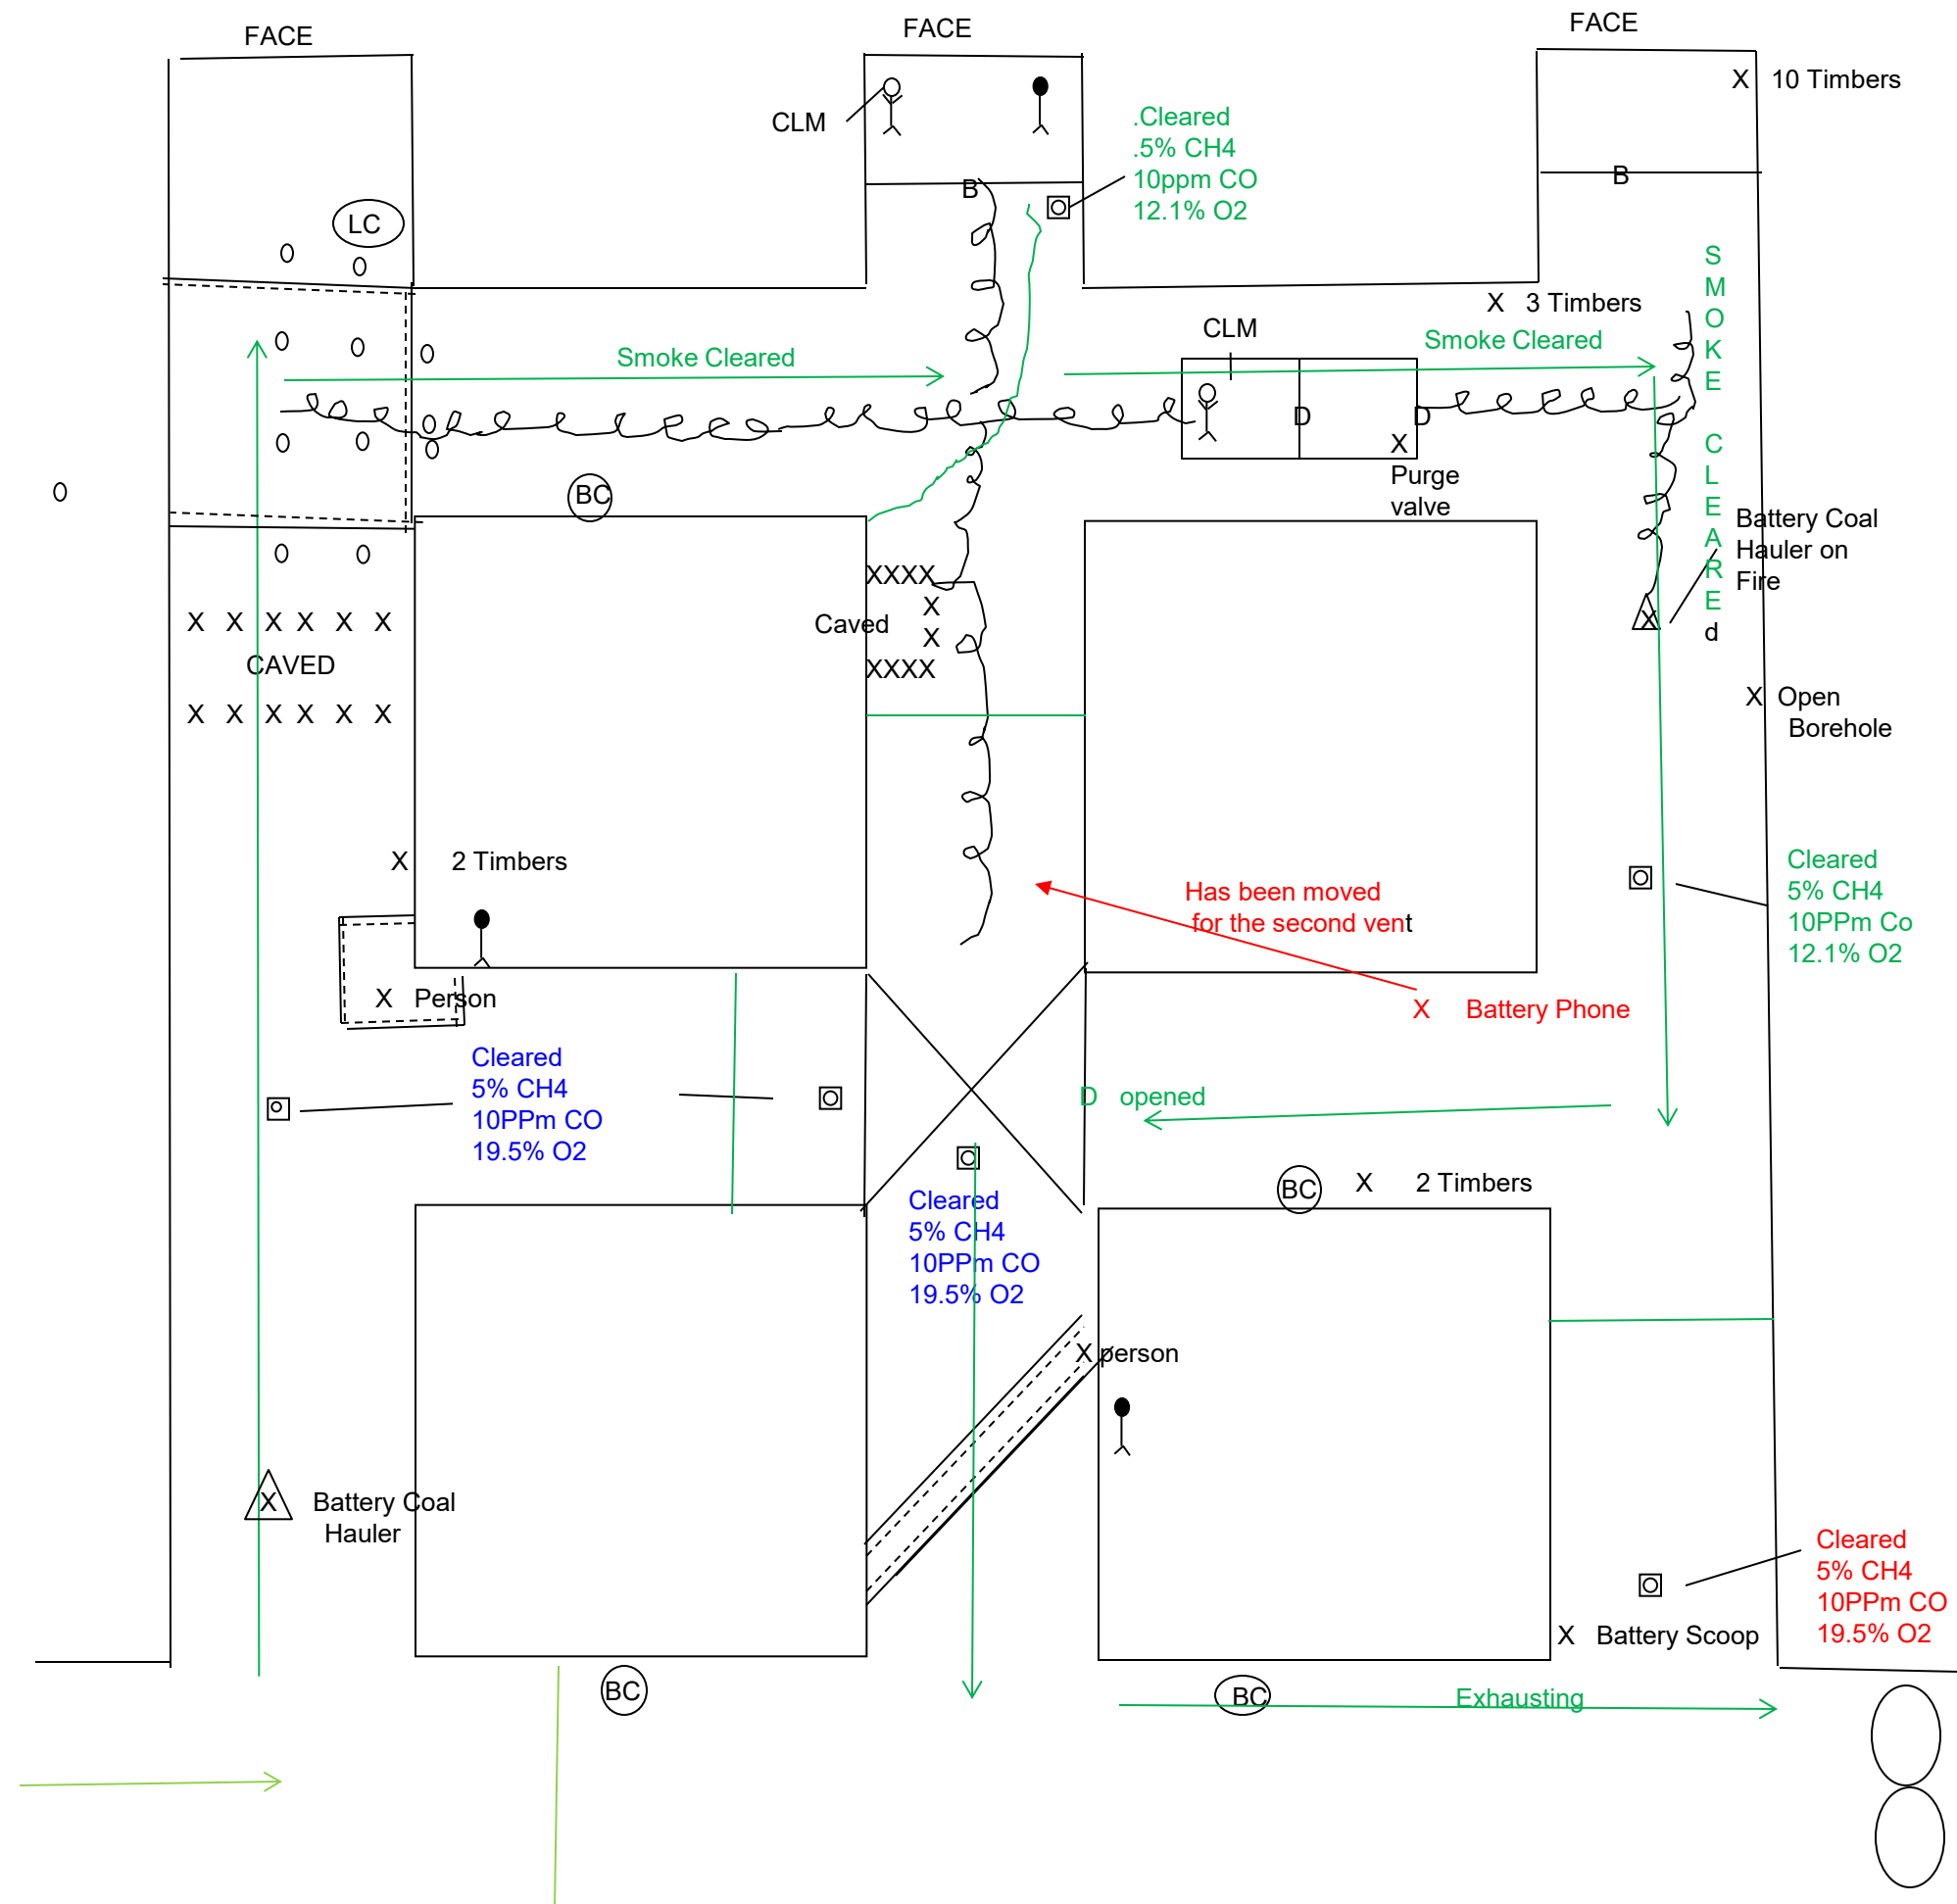 FACE
FACE
FACE
X 10 Timbers
CLM
.Cleared
.5% CH4
10ppm CO
12.1% O2
B
B
LC
S
M
O
K
E
C
L
E
A
R
E
d
X 3 Timbers
CLM
Smoke Cleared
Smoke Cleared
D
D
X
Purge
valve
BC
Battery Coal
Hauler on
Fire
X
XXXX
X
Caved
X
XXXX
X X X X X X
CAVED
X X X X X X
X Open
Borehole
X 2 Timbers
Has been moved
for the second vent
Cleared
5% CH4
10PPm Co
12.1% O2
X Person
X Battery Phone
Cleared
5% CH4
10PPm CO
19.5% O2
D opened
BC
X 2 Timbers
Cleared
5% CH4
10PPm CO
19.5% O2
X person
X
Battery Coal
Hauler
Cleared
5% CH4
10PPm CO
19.5% O2
X Battery Scoop
BC
BC
Exhausting